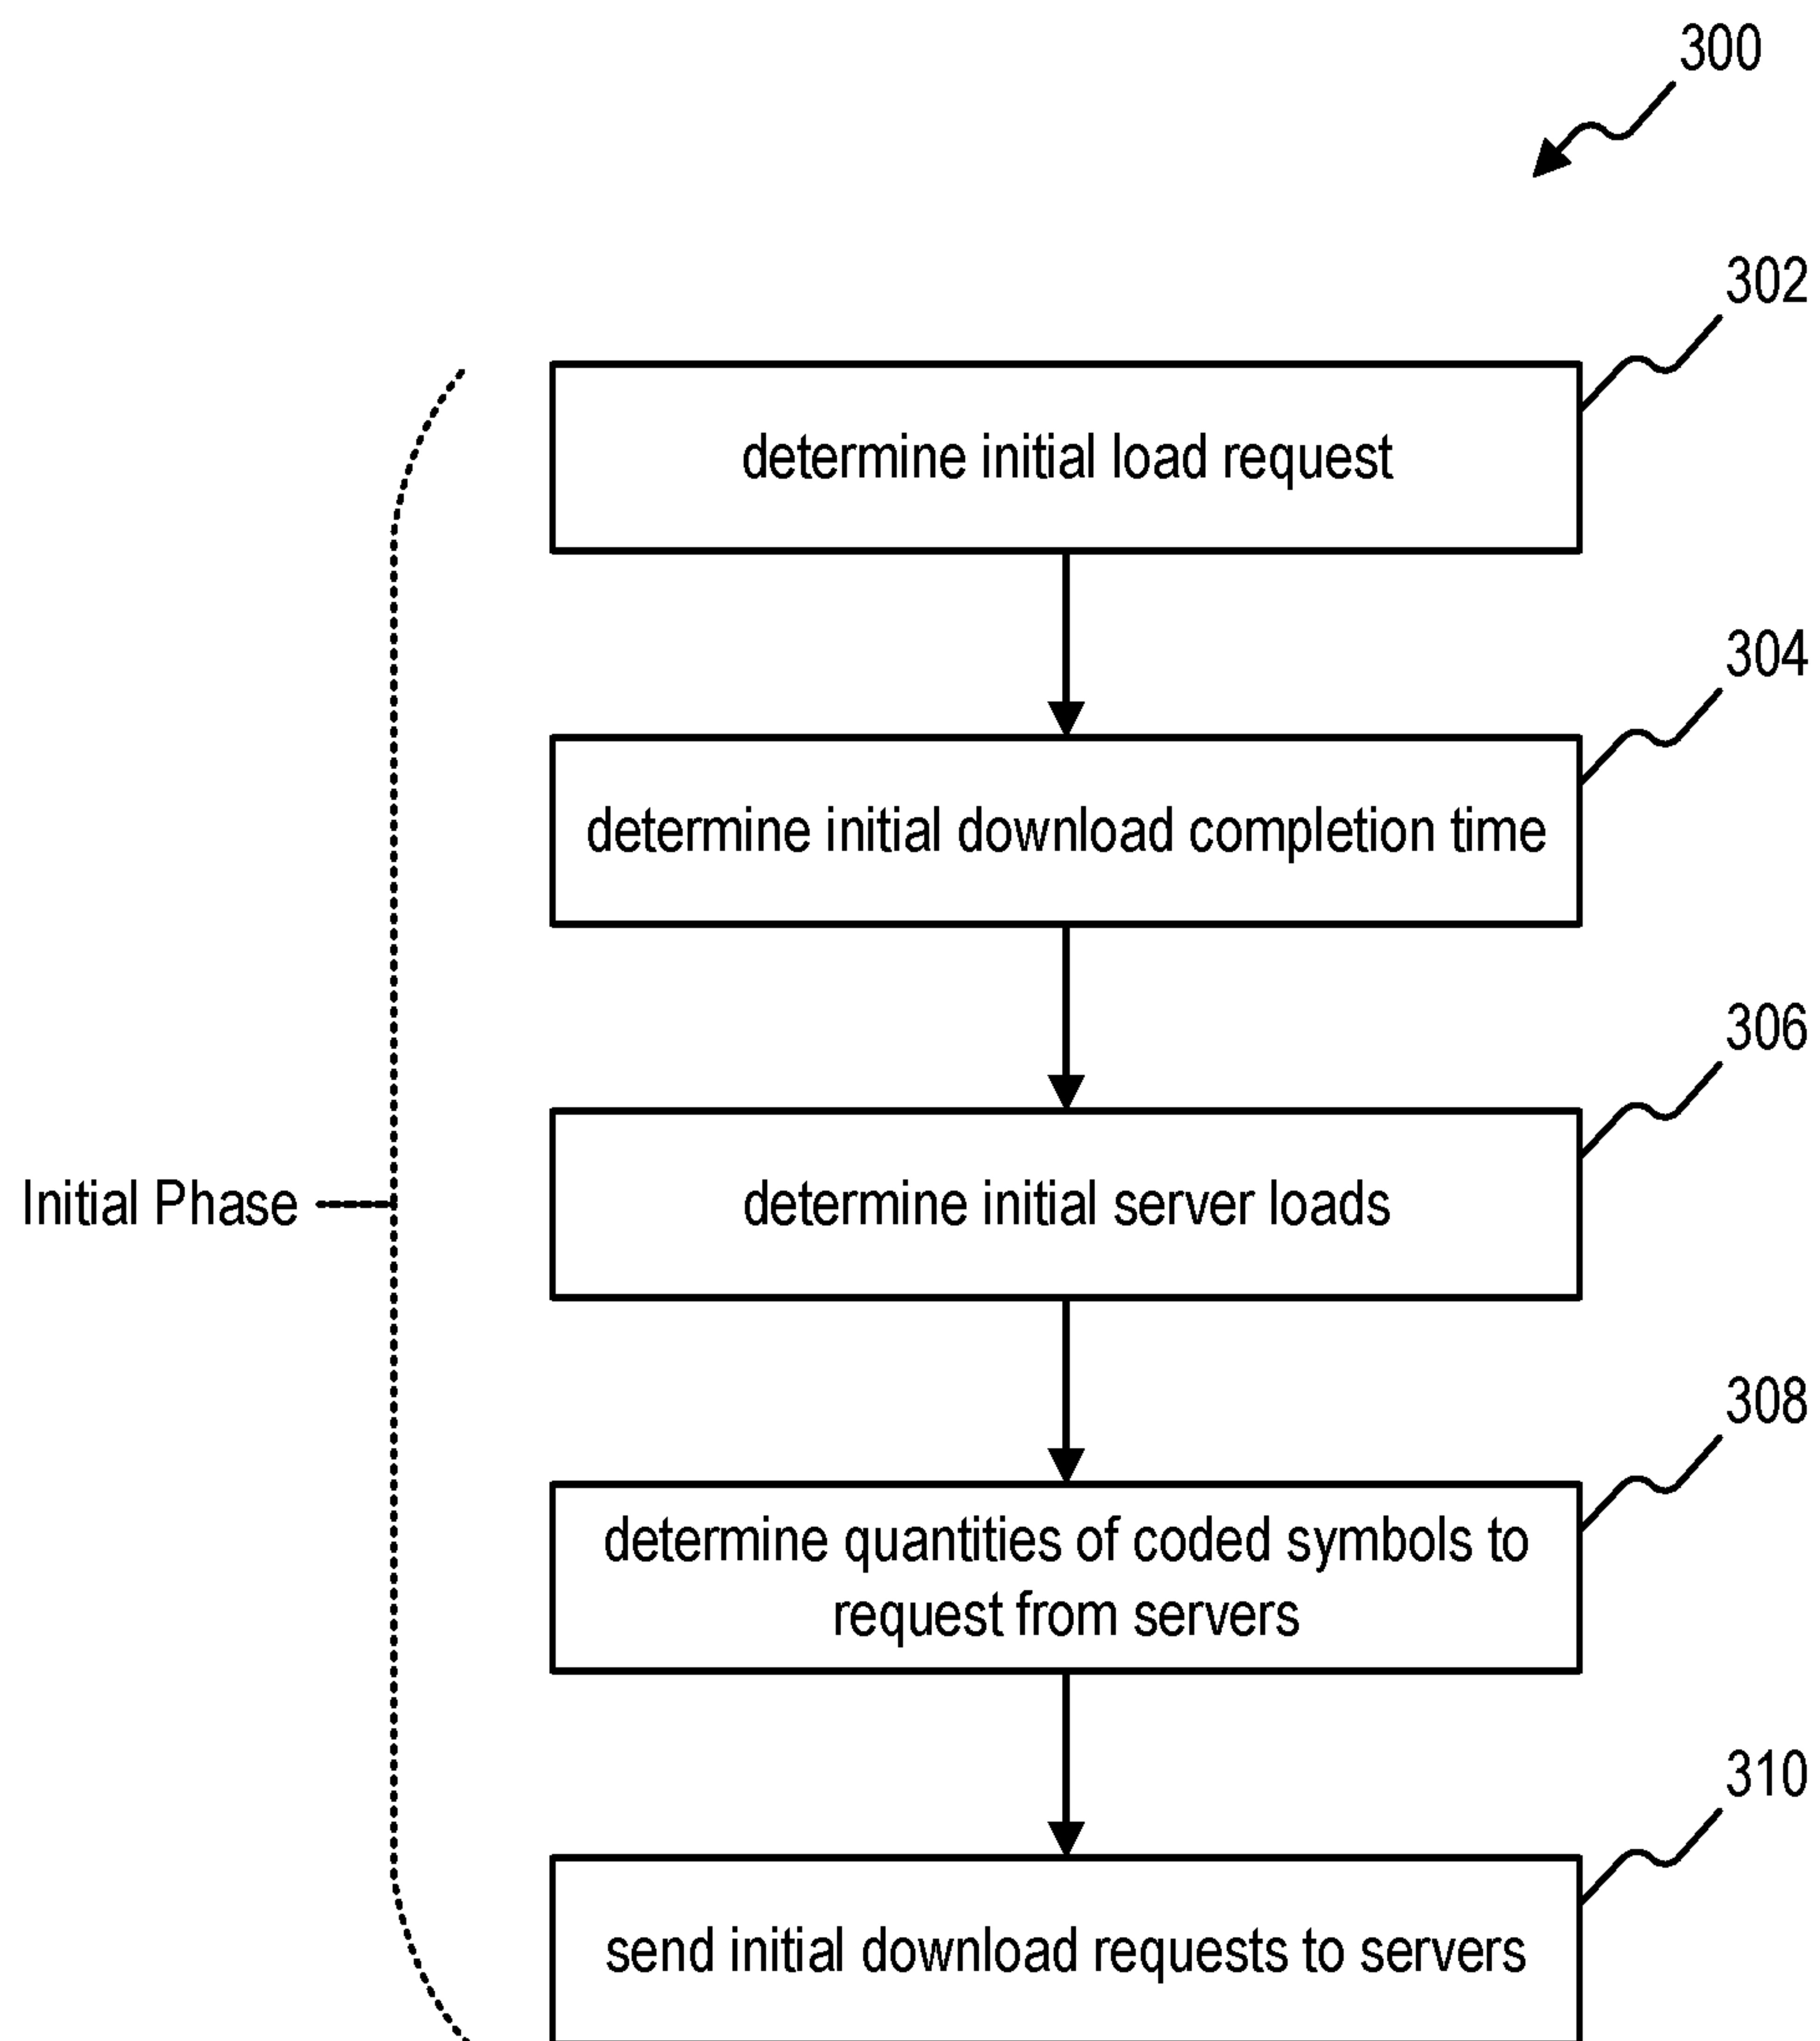 300
302
determine initial load request
304
determine initial download completion time
306
Initial Phase
determine initial server loads
308
determine quantities of coded symbols to
request from servers
310
send initial download requests to servers